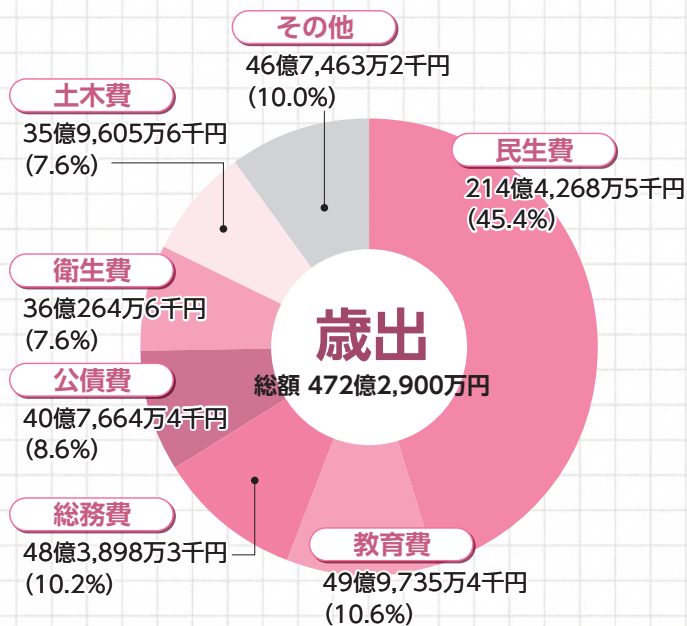 その他
46億7,463万2千円
(10.0%)
土木費
35億9,605万6千円
(7.6%)
民生費
214億4,268万5千円
(45.4%)
衛生費
36億264万6千円
(7.6%)
歳出
総額 472億2,900万円
公債費
40億7,664万4千円
(8.6%)
総務費
48億3,898万3千円
(10.2%)
教育費
49億9,735万4千円
(10.6%)